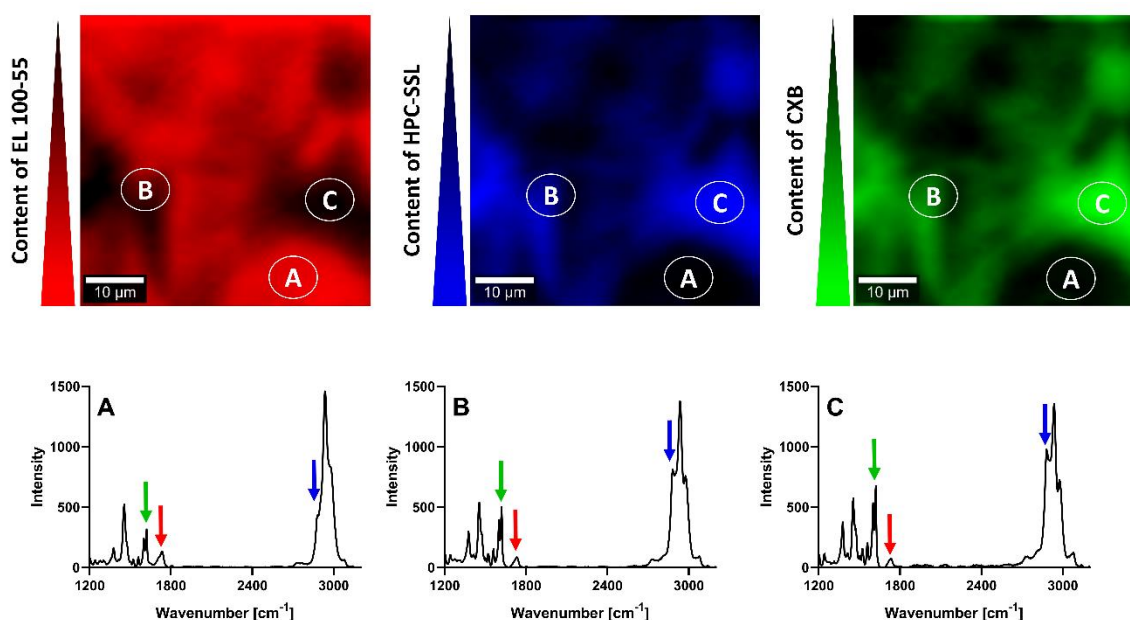 Content of EL 100-55
B
C
A
10 μm
Content of HPC-SSL
B
C
A
10 μm
Content of CXB
B
C
A
10 μm
1500
1000
500
0
Intensity
A
1200 1800 2400 3000
Wavenumber [cm⁻¹]
1500
1000
500
0
Intensity
B
1200 1800 2400 3000
Wavenumber [cm⁻¹]
1500
1000
500
0
Intensity
C
1200 1800 2400 3000
Wavenumber [cm⁻¹]